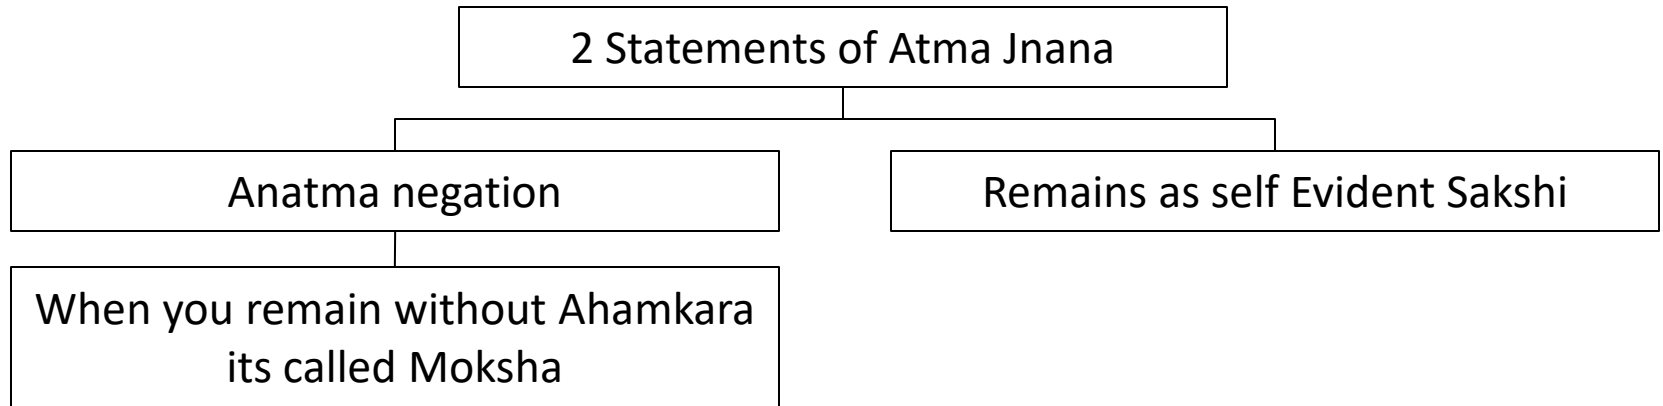 2 Statements of Atma Jnana
Anatma negation
Remains as self Evident Sakshi
When you remain without Ahamkara
its called Moksha